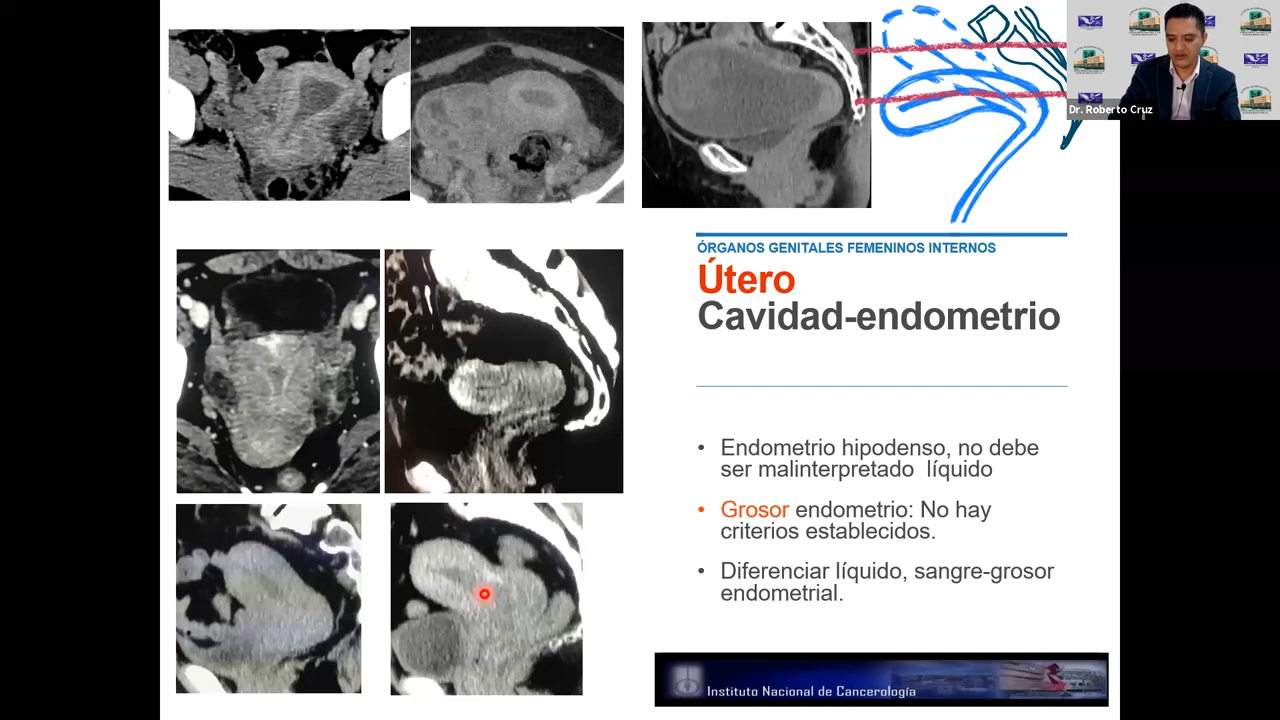 Dr. Roberto Cruz
ÓRGANOS GENITALES FEMENINOS INTERNOS
Útero
Cavidad-endometrio
• Endometrio hipodenso, no debe
ser malinterpretado líquido
• Grosor endometrio: No hay
criterios establecidos.
• Diferenciar líquido, sangre-grosor
endometrial.
Instituto Nacional de Cancerología